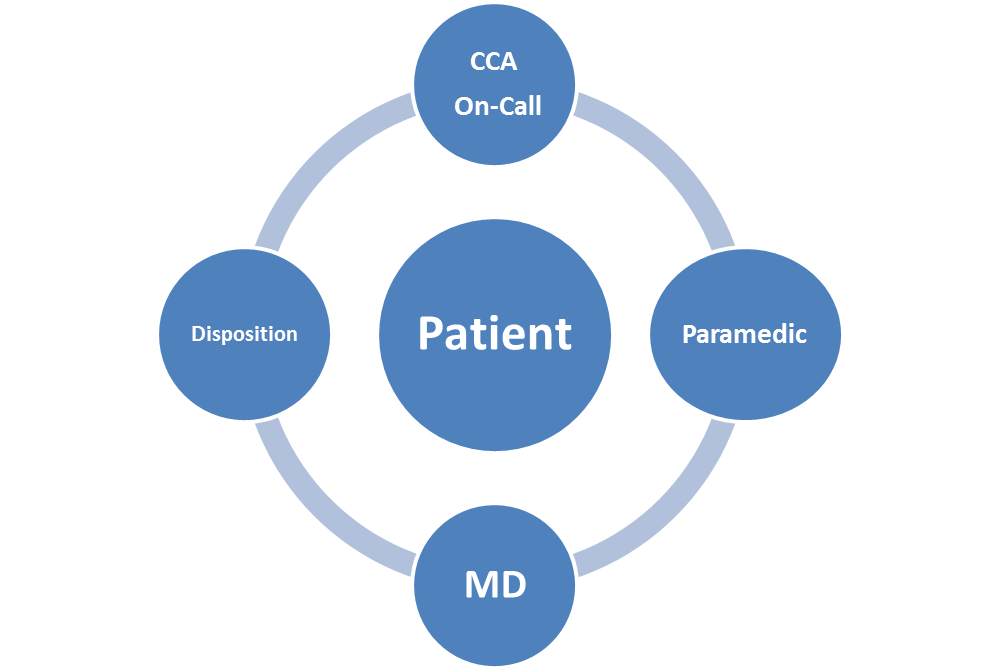 CCA
On-Call
Patient
Disposition
Paramedic
MD